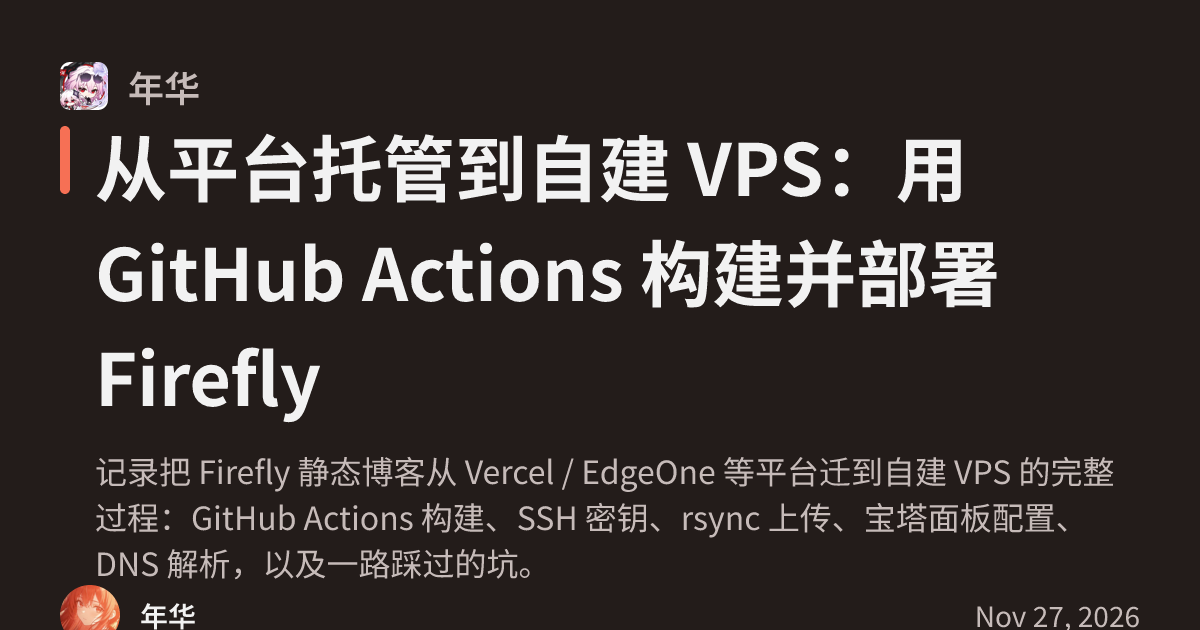 年华
从平台托管到自建 VPS：用
GitHub Actions 构建并部署
Firefly
记录把 Firefly 静态博客从 Vercel / EdgeOne 等平台迁到自建 VPS 的完整
过程：GitHub Actions 构建、SSH 密钥、rsync 上传、宝塔面板配置、
DNS 解析，以及一路踩过的坑。
年华
Nov 27, 2026